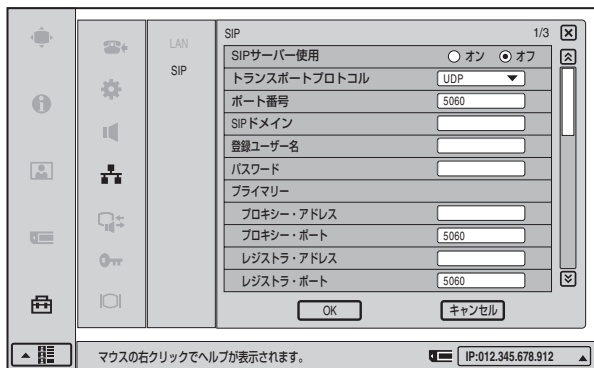 LAN
SIP
SIP 1/3
SIPサーバー使用 オン オフ
トランスポートプロトコル UDP
ポート番号 5060
SIPドメイン
登録ユーザー名
パスワード
プライマリー
プロキシー・アドレス
プロキシー・ポート 5060
レジストラ・アドレス
レジストラ・ポート 5060
OK キャンセル
マウスの右クリックでヘルプが表示されます。 IP:012.345.678.912